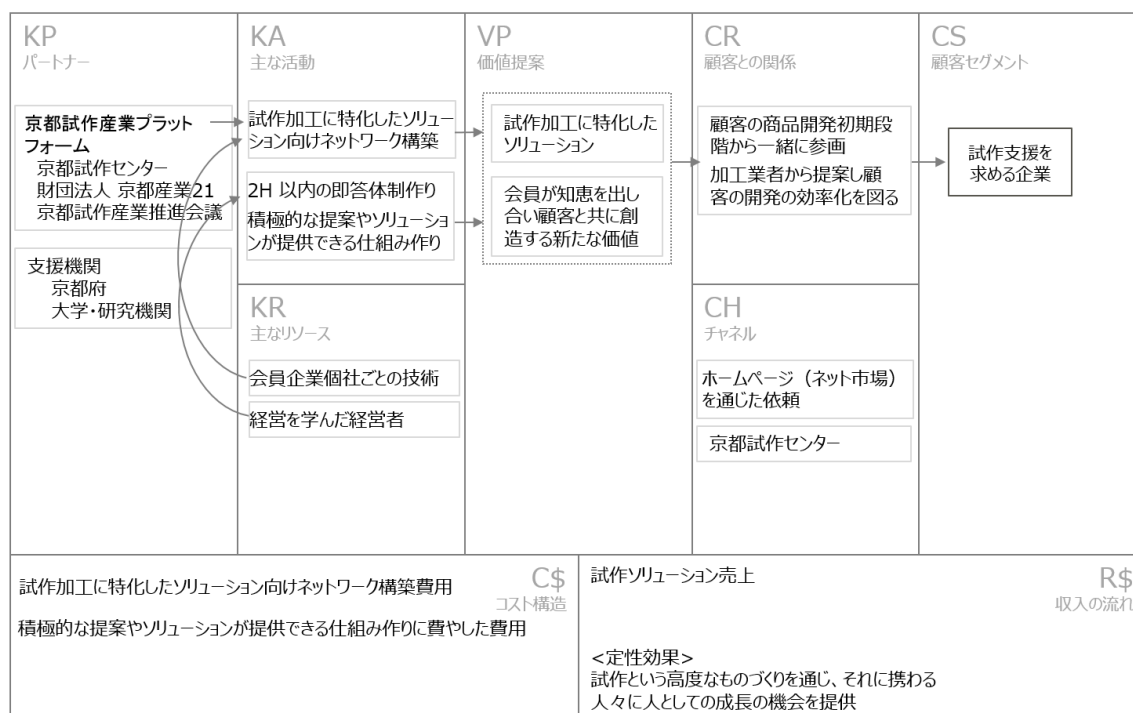 KP
パートナー
京都試作産業プラット
フォーム
京都試作センター
財団法人 京都産業21
京都試作産業推進会議
支援機関
京都府
大学・研究機関
KA
主な活動
試作加工に特化したソリュー
ション向けネットワーク構築
2H 以内の即答体制作り
積極的な提案やソリューショ
ンが提供できる仕組み作り
KR
主なリソース
会員企業個社ごとの技術
経営を学んだ経営者
VP
価値提案
試作加工に特化した
ソリューション
会員が知恵を出し
合い顧客と共に創
造する新たな価値
CR
顧客との関係
顧客の商品開発初期段
階から一緒に参画
加工業者から提案し顧
客の開発の効率化を図る
CH
チャネル
ホームページ（ネット市場）
を通じた依頼
京都試作センター
CS
顧客セグメント
試作支援を
求める企業
C$
コスト構造
試作加工に特化したソリューション向けネットワーク構築費用
積極的な提案やソリューションが提供できる仕組み作りに費やした費用
R$
収入の流れ
試作ソリューション売上
<定性効果>
試作という高度なものづくりを通じ、それに携わる
人々に人としての成長の機会を提供